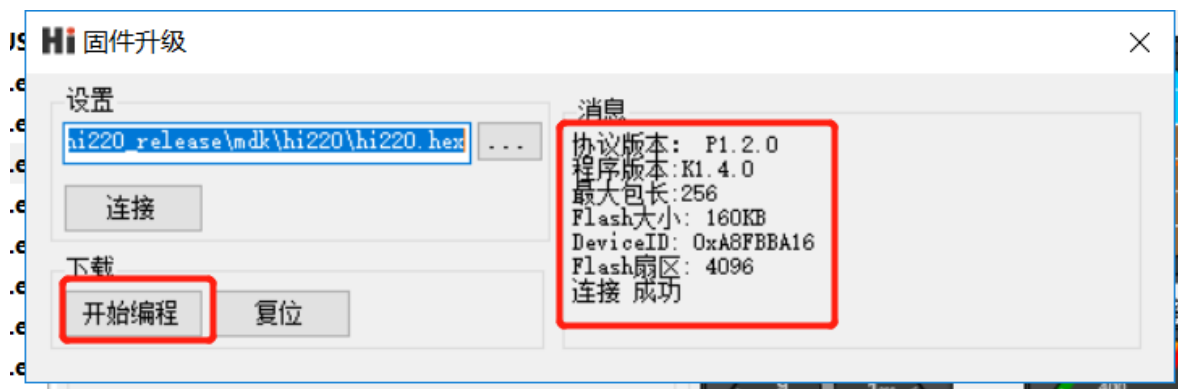 Hi 固件升级
设置
hi220_release\mdk\hi220\hi220.hex
...
连接
下载
开始编程
复位
消息
协议版本: P1.2.0
程序版本:K1.4.0
最大包长:256
Flash大小: 160KB
DeviceID: 0xA8FBBA16
Flash扇区: 4096
连接 成功